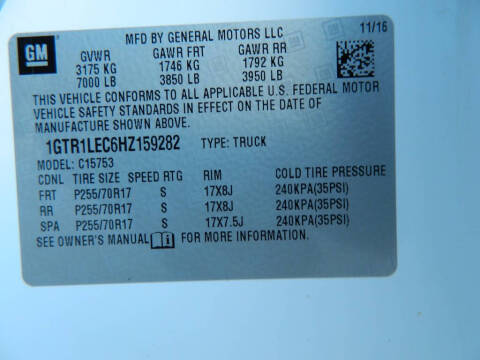 GM
MFD BY GENERAL MOTORS LLC 11/16
GVWR GAWR FRT GAWR RR
3175 KG 1746 KG 1792 KG
7000 LB 3850 LB 3950 LB
THIS VEHICLE CONFORMS TO ALL APPLICABLE U.S. FEDERAL MOTOR
VEHICLE SAFETY STANDARDS IN EFFECT ON THE DATE OF
MANUFACTURE SHOWN ABOVE.
1GTR1LEC6HZ159282 TYPE: TRUCK
MODEL: C15753
CDNL TIRE SIZE SPEED RTG RIM COLD TIRE PRESSURE
FRT P255/70R17 S 17X8J 240KPA(35PSI)
RR P255/70R17 S 17X8J 240KPA(35PSI)
SPA P255/70R17 S 17X7.5J 240KPA(35PSI)
SEE OWNER'S MANUAL FOR MORE INFORMATION.